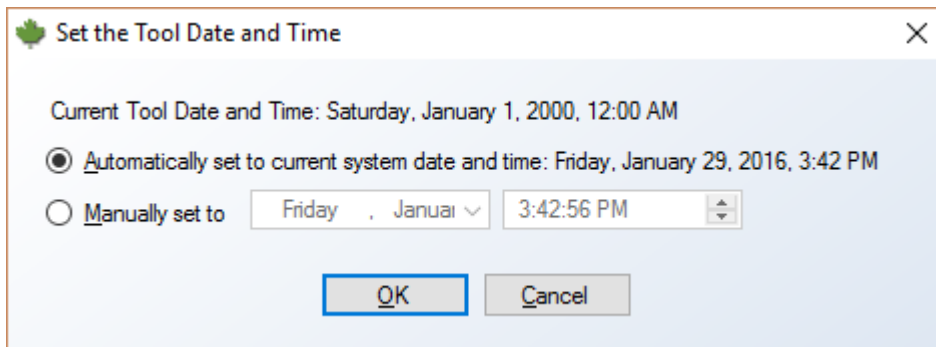 Set the Tool Date and Time
Current Tool Date and Time: Saturday, January 1, 2000, 12:00 AM
Automatically set to current system date and time: Friday, January 29, 2016, 3:42 PM
Manually set to Friday , Januar 3:42:56 PM
OK Cancel